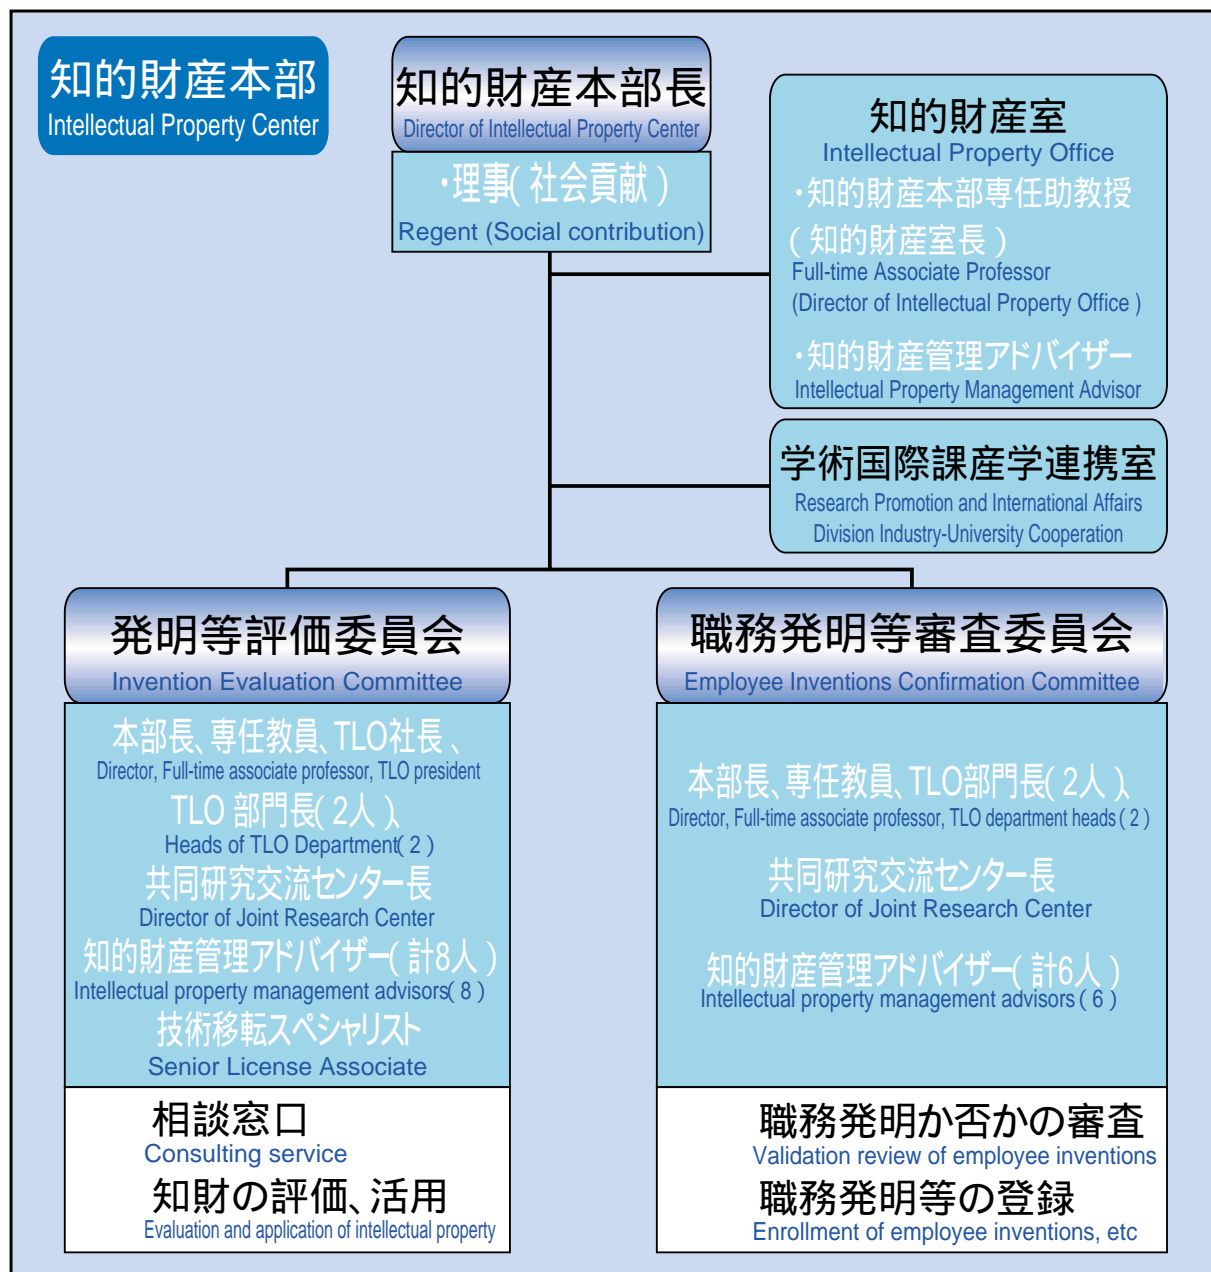 知的財産本部
Intellectual Property Center
知的財産本部長
Director of Intellectual Property Center
・理事( 社会貢献 )
Regent (Social contribution)
知的財産室
Intellectual Property Office
・知的財産本部専任助教授
( 知的財産室長 )
Full-time Associate Professor
(Director of Intellectual Property Office )
・知的財産管理アドバイザー
Intellectual Property Management Advisor
学術国際課産学連携室
Research Promotion and International Affairs
Division Industry-University Cooperation
発明等評価委員会
Invention Evaluation Committee
本部長、専任教員、TLO社長 、
Director, Full-time associate professor, TLO president
TLO 部門長( 2人 )、
Heads of TLO Department( 2 )
共同研究交流センター長
Director of Joint Research Center
知的財産管理アドバイザー( 計8人 )
Intellectual property management advisors( 8 )
技術移転スペシャリスト
Senior License Associate
相談窓口
Consulting service
知財の評価、活用
Evaluation and application of intellectual property
職務発明等審査委員会
Employee Inventions Confirmation Committee
本部長、専任教員、TLO部門長( 2人 )、
Director, Full-time associate professor, TLO department heads ( 2 )
共同研究交流センター長
Director of Joint Research Center
知的財産管理アドバイザー( 計6人 )
Intellectual property management advisors ( 6 )
職務発明か否かの審査
Validation review of employee inventions
職務発明等の登録
Enrollment of employee inventions, etc